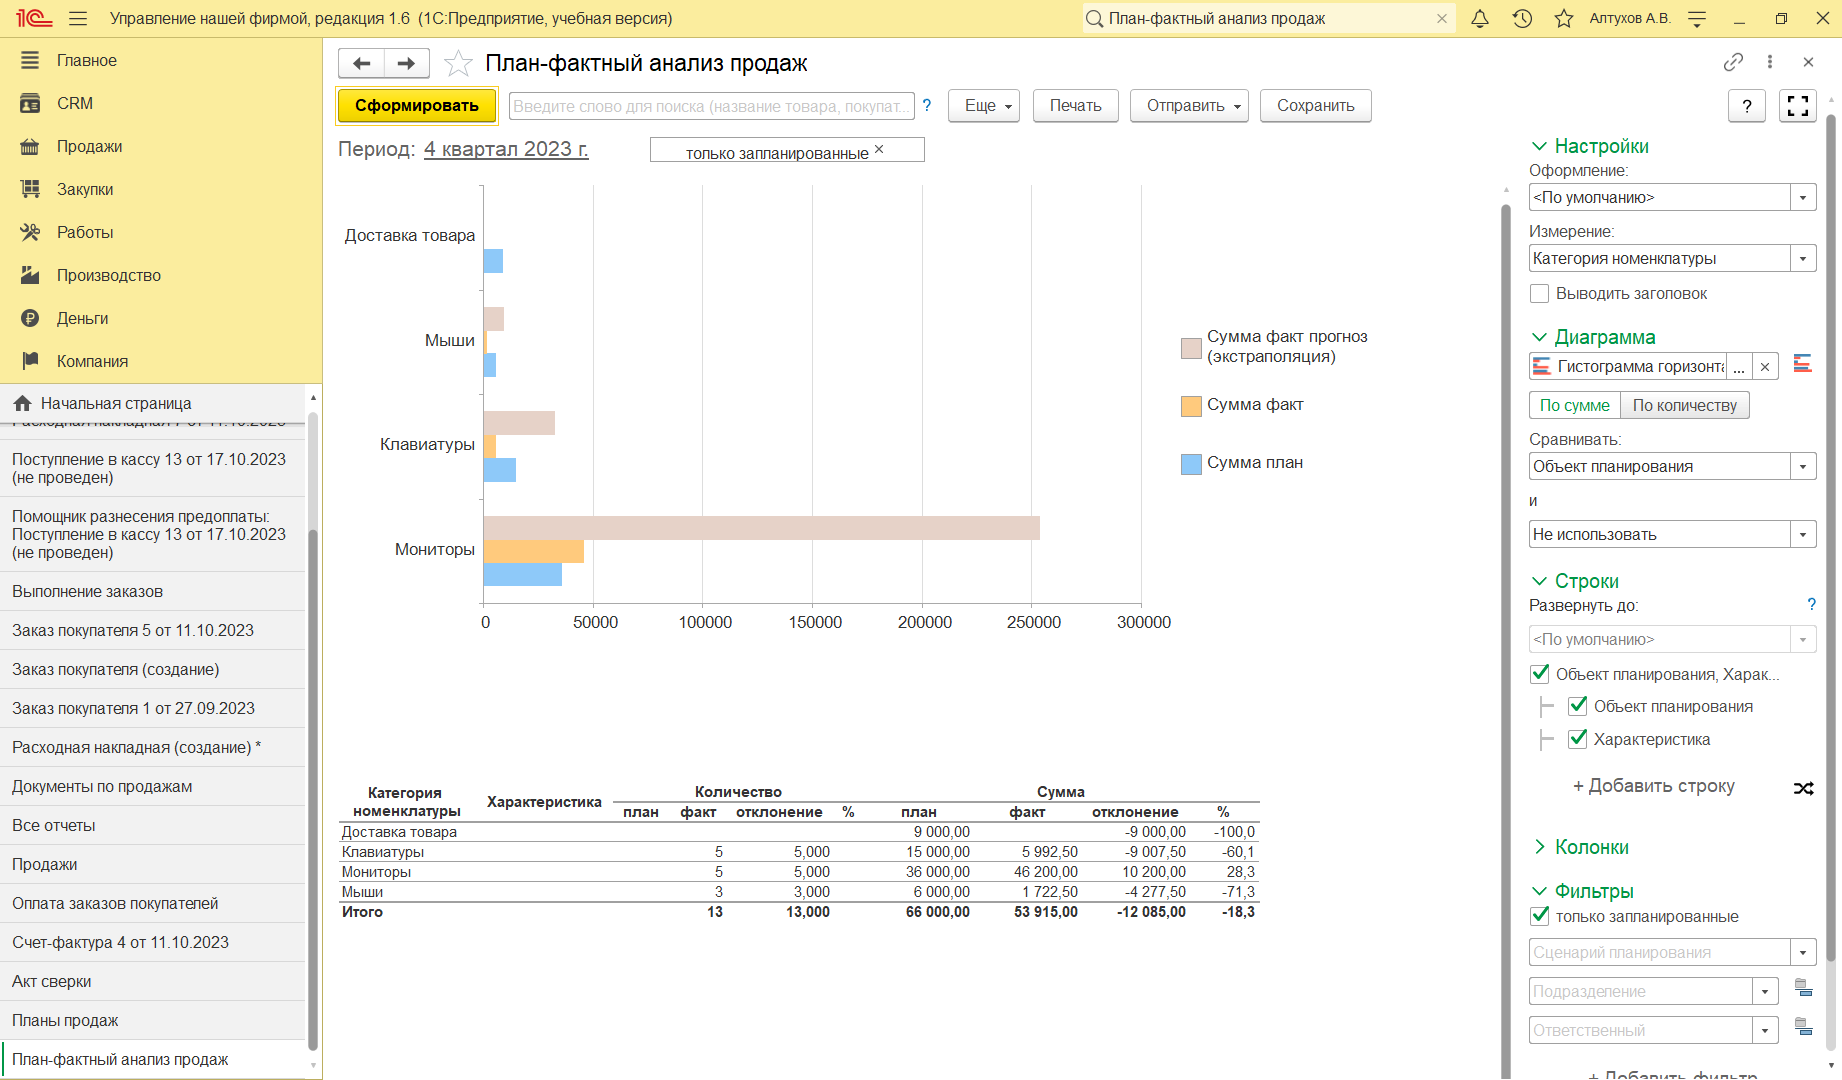 1С
Управление нашей фирмой, редакция 1.6 (1С:Предприятие, учебная версия)
План-фактный анализ продаж
Алтухов А.В.
Главное
CRM
Продажи
Закупки
Работы
Производство
Деньги
Компания
Начальная страница
Расходная накладная 7 от 11.10.2023
Поступление в кассу 13 от 17.10.2023
(не проведен)
Помощник разнесения предоплаты:
Поступление в кассу 13 от 17.10.2023
(не проведен)
Выполнение заказов
Заказ покупателя 5 от 11.10.2023
Заказ покупателя (создание)
Заказ покупателя 1 от 27.09.2023
Расходная накладная (создание) *
Документы по продажам
Все отчеты
Продажи
Оплата заказов покупателей
Счет-фактура 4 от 11.10.2023
Акт сверки
Планы продаж
План-фактный анализ продаж
План-фактный анализ продаж
Сформировать
Введите слово для поиска (название товара, покупат...
?
Еще
Печать
Отправить
Сохранить
?
Период: 4 квартал 2023 г.
только запланированные ×
Доставка товара
Мыши
Клавиатуры
Мониторы
0 50000 100000 150000 200000 250000 300000
Сумма факт прогноз
(экстраполяция)
Сумма факт
Сумма план
Категория номенклатуры Характеристика Количество Сумма
план факт отклонение % план факт отклонение %
Доставка товара 9 000,00 -9 000,00 -100,0
Клавиатуры 5 5,000 15 000,00 5 992,50 -9 007,50 -60,1
Мониторы 5 5,000 36 000,00 46 200,00 10 200,00 28,3
Мыши 3 3,000 6 000,00 1 722,50 -4 277,50 -71,3
Итого 13 13,000 66 000,00 53 915,00 -12 085,00 -18,3
Настройки
Оформление:
<По умолчанию>
Измерение:
Категория номенклатуры
Выводить заголовок
Диаграмма
Гистограмма горизонта
...
По сумме По количеству
Сравнивать:
Объект планирования
и
Не использовать
Строки
Развернуть до:
?
<По умолчанию>
Объект планирования, Харак...
Объект планирования
Характеристика
+ Добавить строку
Колонки
Фильтры
только запланированные
Сценарий планирования
Подразделение
Ответственный
+ Добавить фильтр